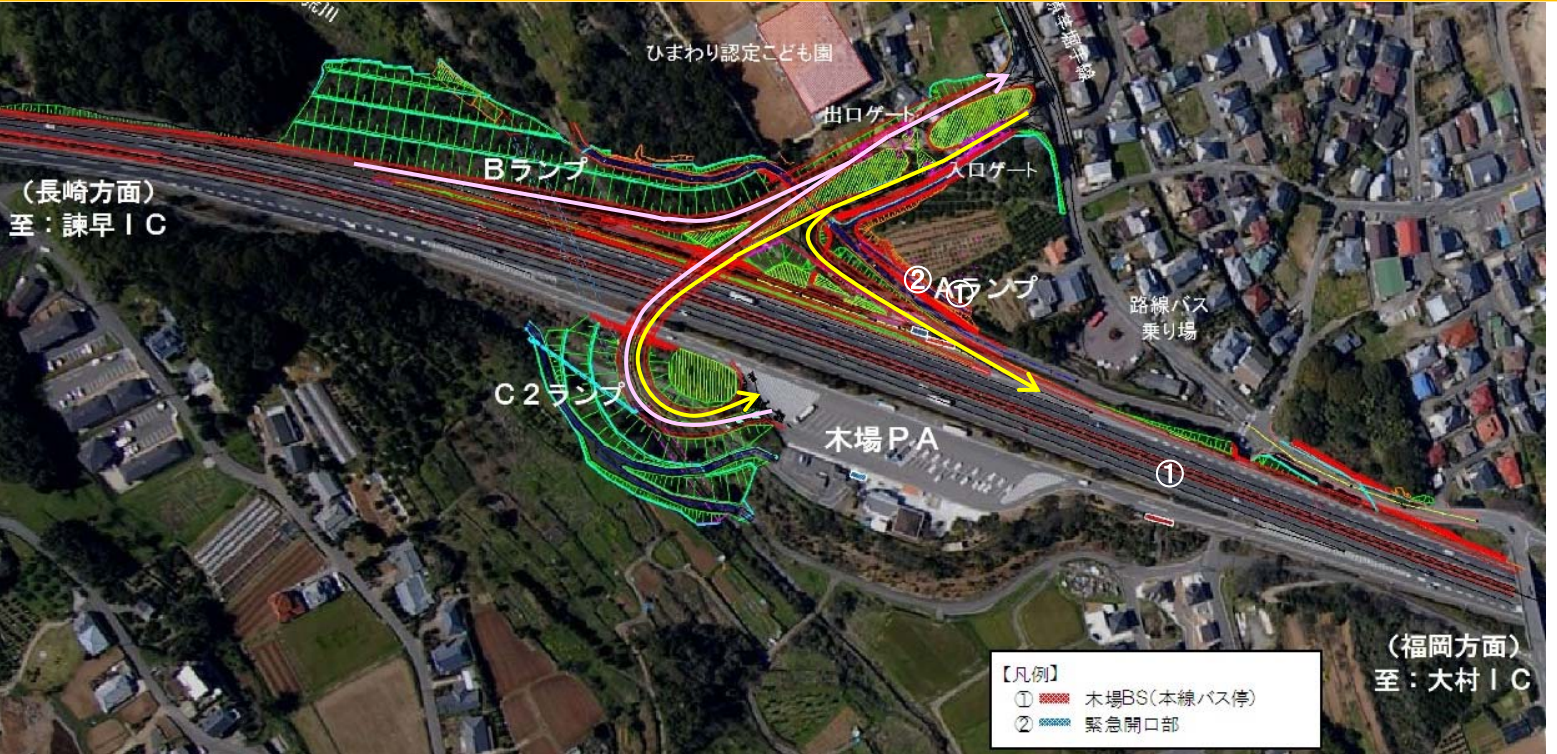 ひまわり認定こども園
出口ゲート
Bランプ
入口ゲート
(長崎方面)
至：諫早ＩＣ
②
Aランプ
①
路線バス
乗り場
Ｃ２ランプ
木場ＰＡ
①
(福岡方面)
至：大村ＩＣ
【凡例】
① 木場BS(本線バス停)
② 緊急開口部